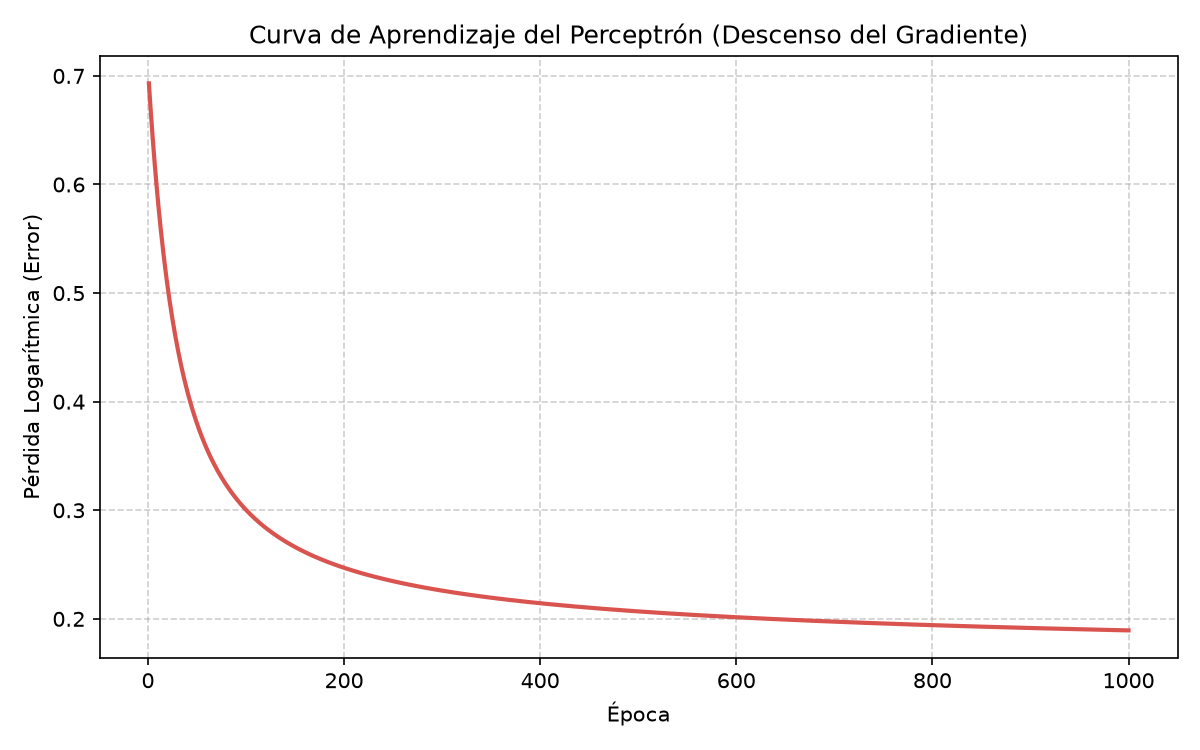 Curva de Aprendizaje del Perceptrón (Descenso del Gradiente)
Pérdida Logarítmica (Error)
0.7
0.6
0.5
0.4
0.3
0.2
0 200 400 600 800 1000
Época